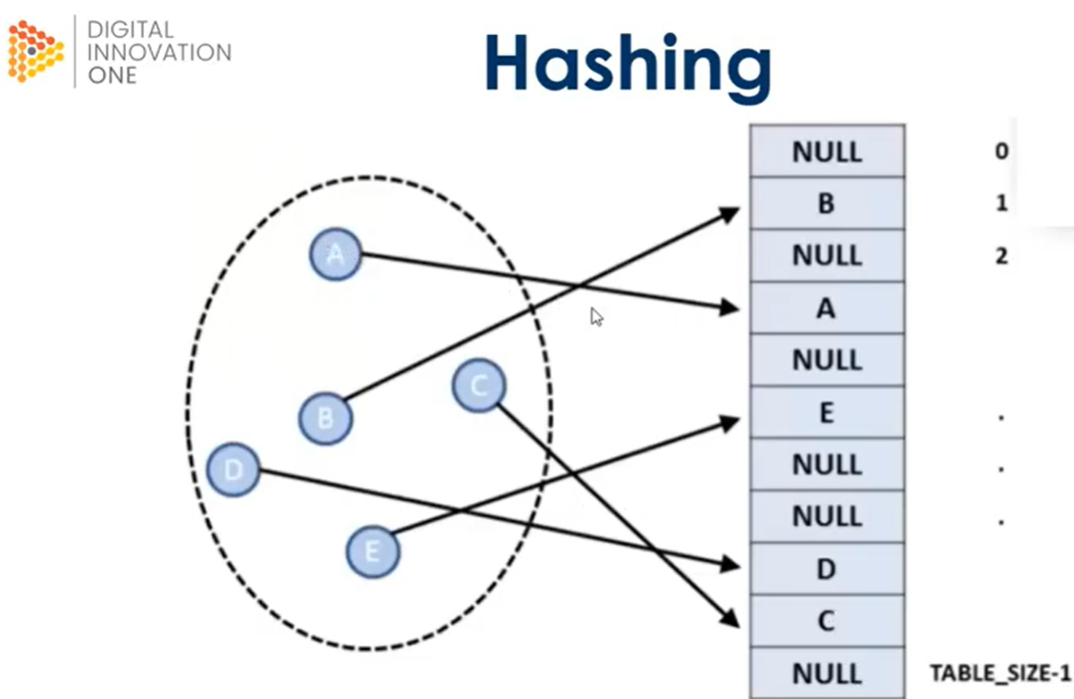 DIGITAL
INNOVATION
ONE
Hashing
A
B
C
D
E
NULL 0
B 1
NULL 2
A
NULL
E .
NULL .
NULL .
D
C
NULL TABLE_SIZE-1